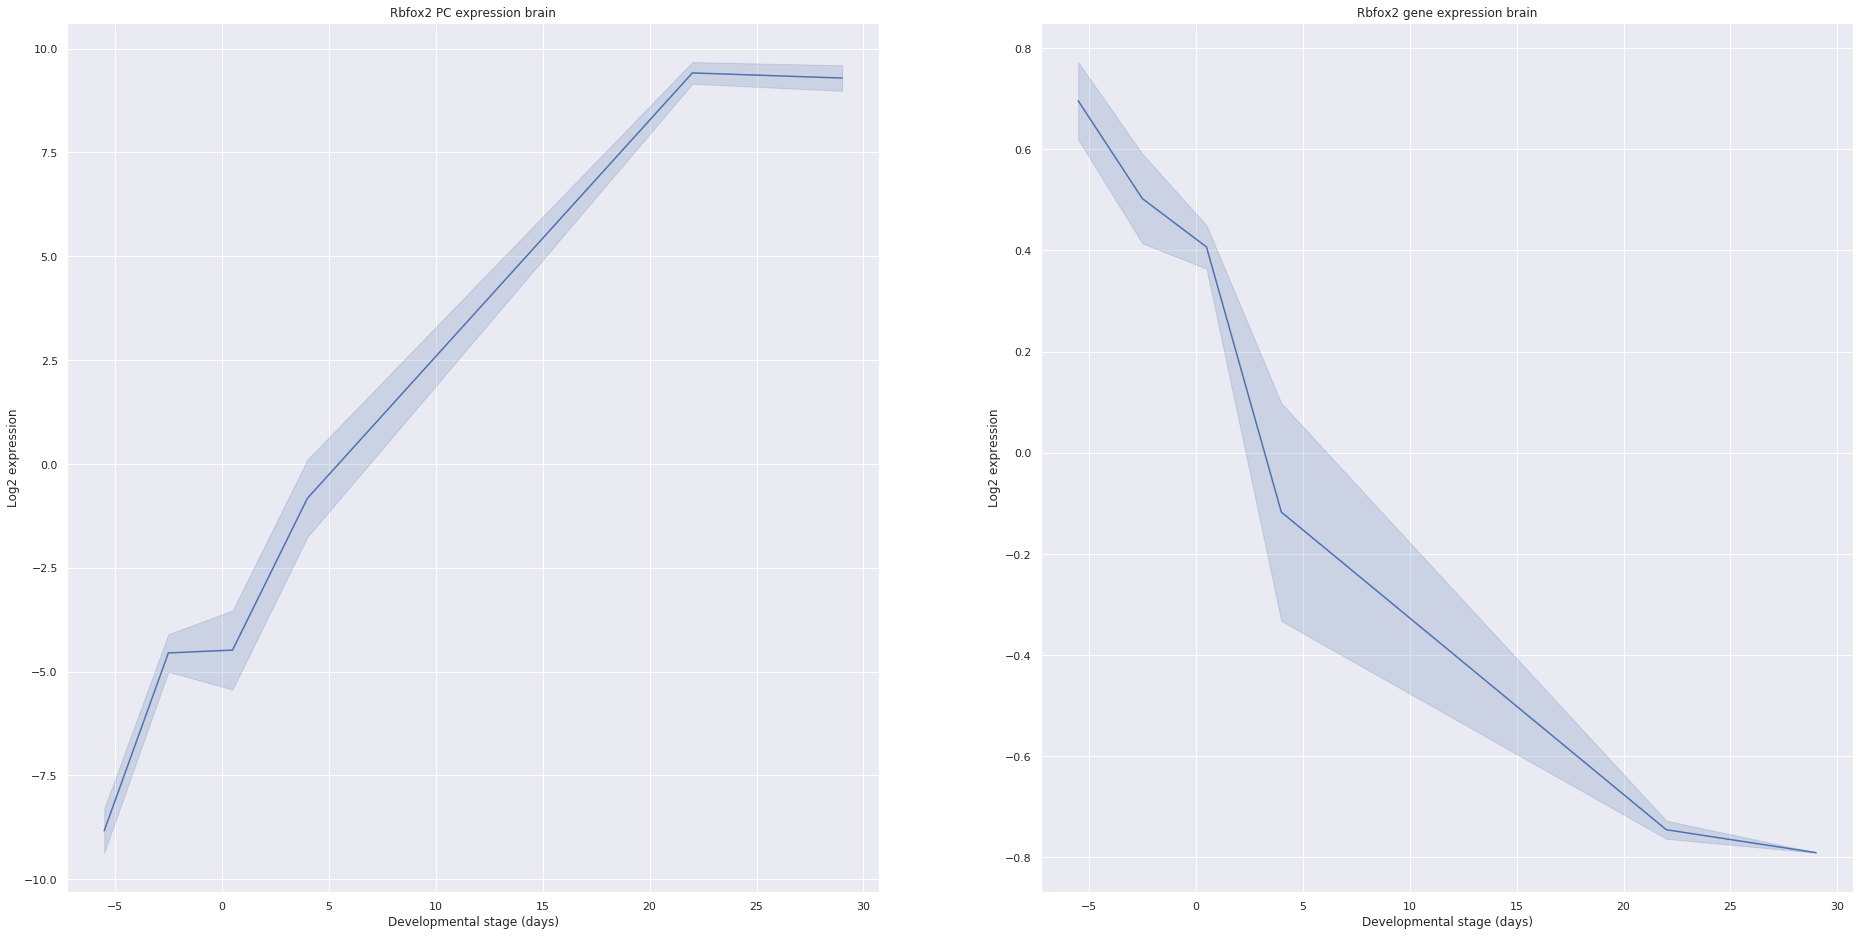 Rbfox2 PC expression brain
10.0
7.5
5.0
2.5
0.0
−2.5
−5.0
−7.5
−10.0
Log2 expression
−5 0 5 10 15 20 25 30
Developmental stage (days)
Rbfox2 gene expression brain
0.8
0.6
0.4
0.2
0.0
−0.2
−0.4
−0.6
−0.8
Log2 expression
−5 0 5 10 15 20 25 30
Developmental stage (days)